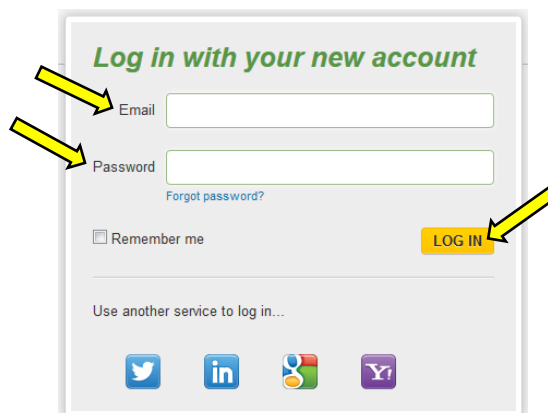 Log in with your new account
Email
Password
Forgot password?
Remember me
LOG IN
Use another service to log in...
in
g
Y!